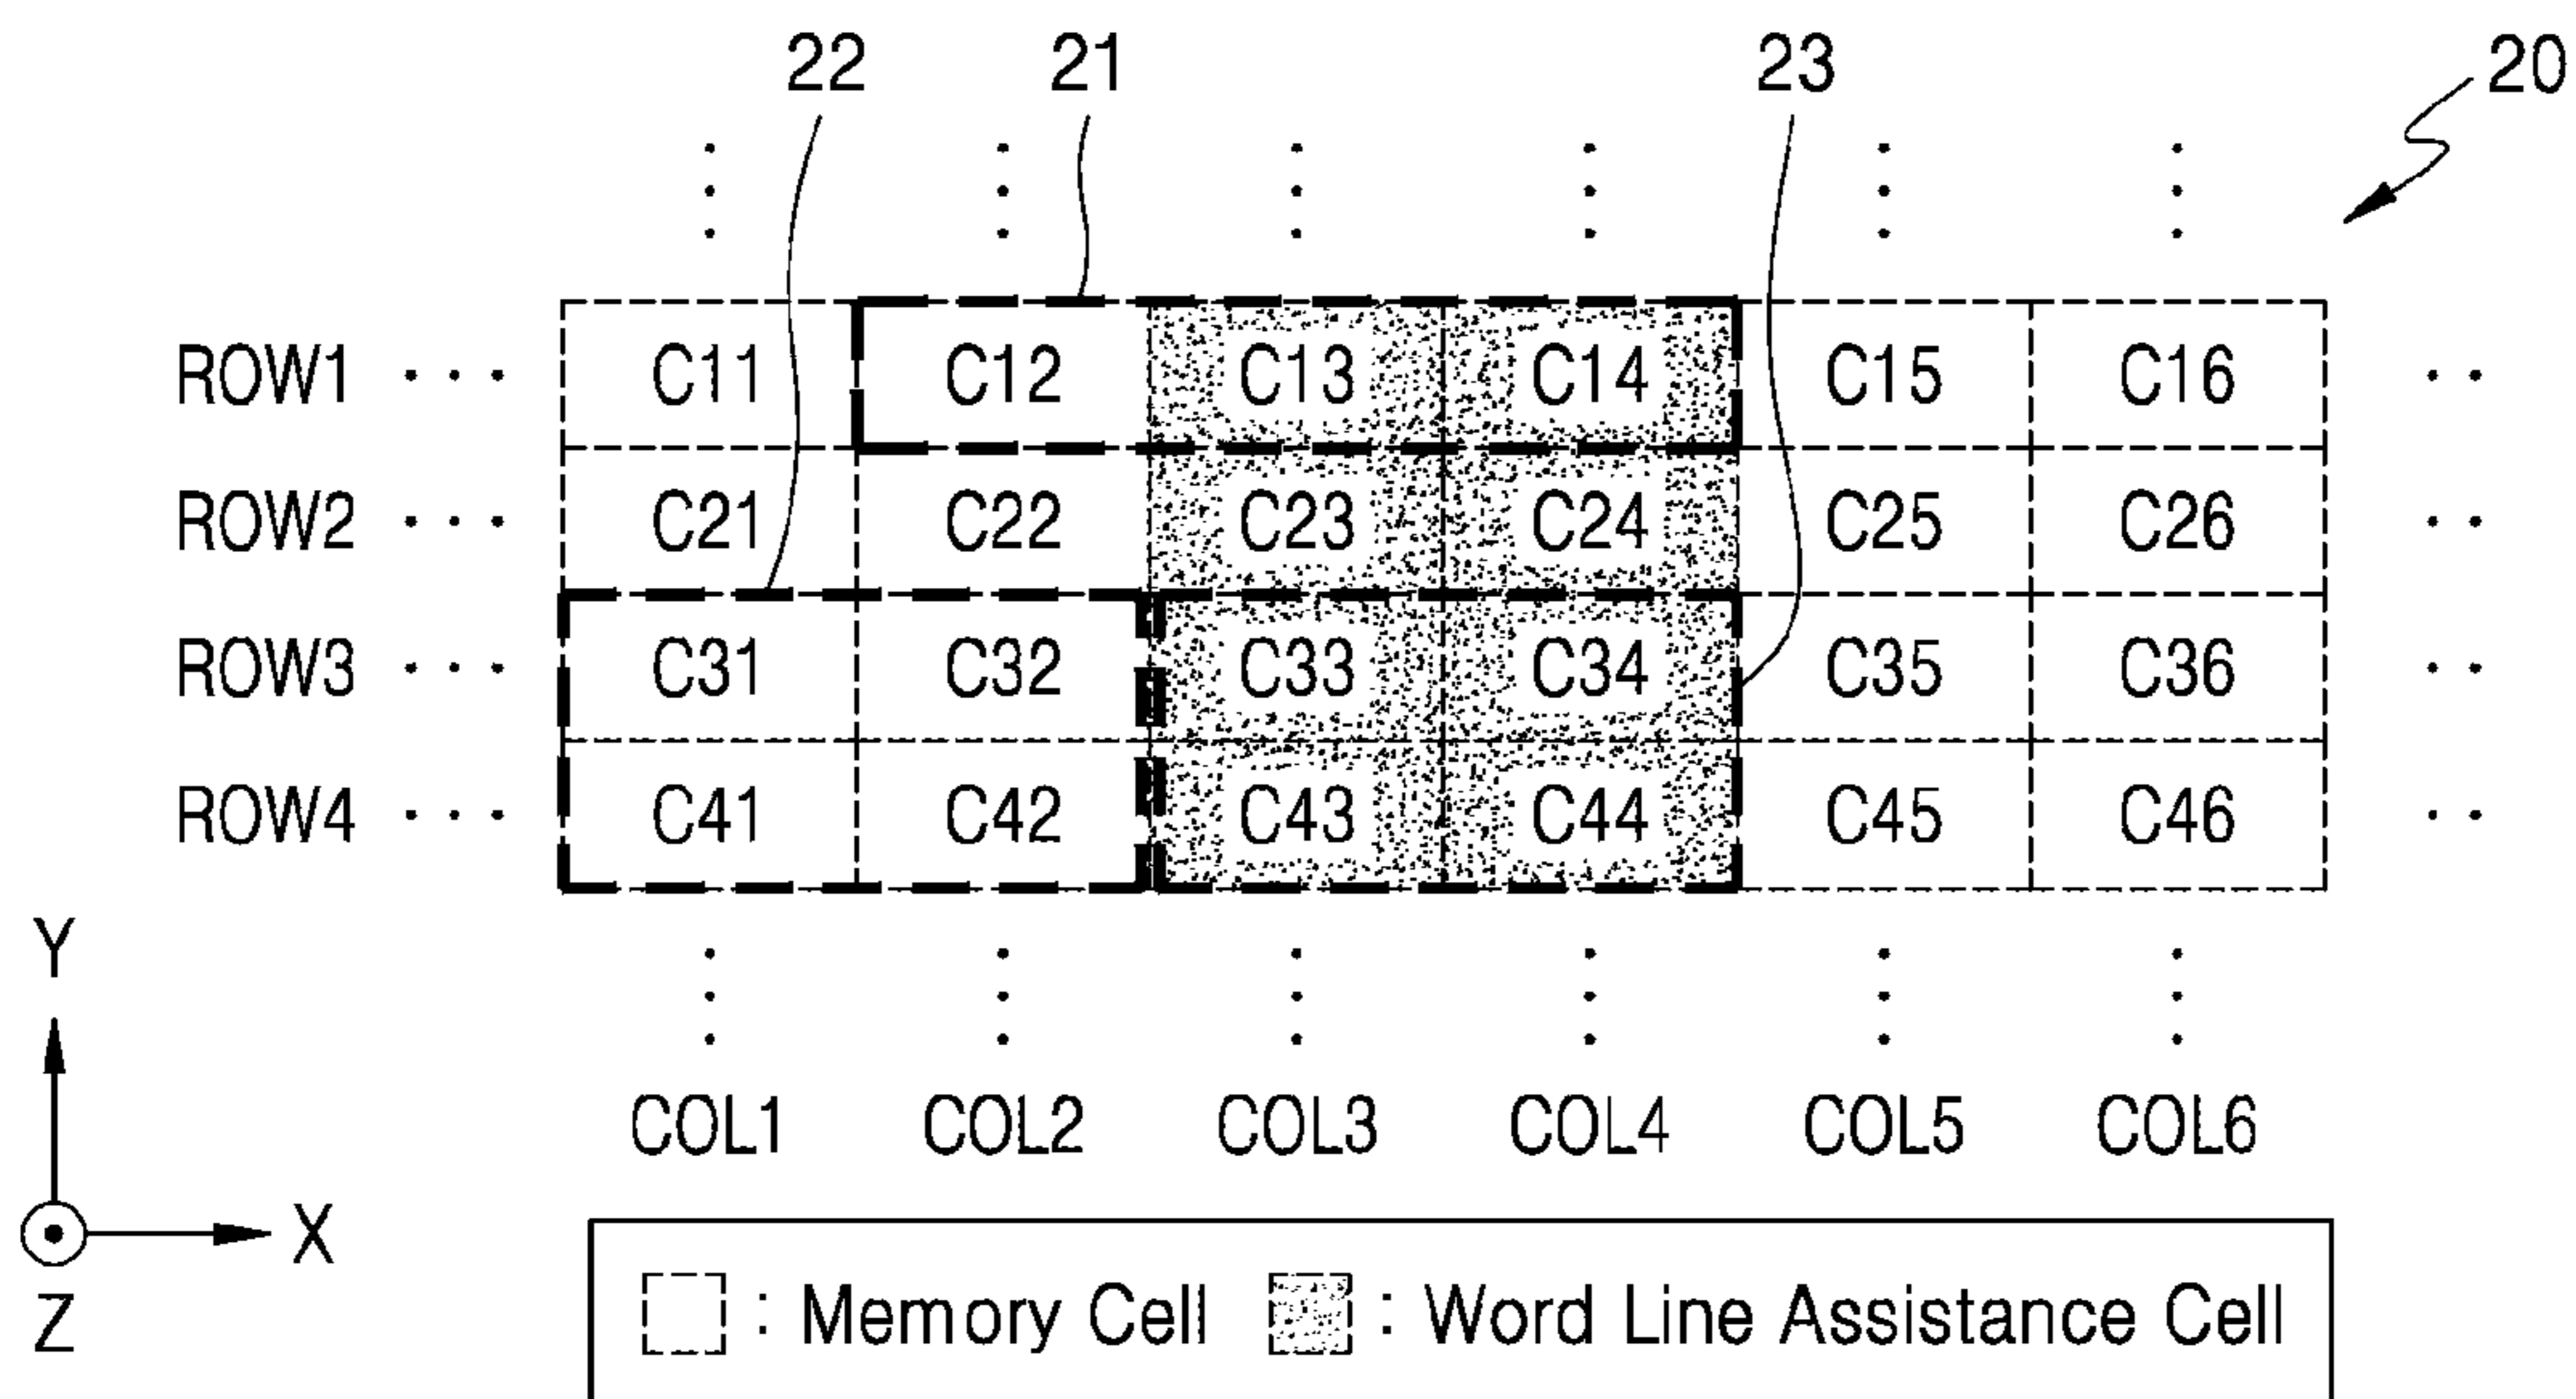 22 21 23 20
ROW1 · · · C11 C12 C13 C14 C15 C16 · ·
ROW2 · · · C21 C22 C23 C24 C25 C26 · ·
ROW3 · · · C31 C32 C33 C34 C35 C36 · ·
ROW4 · · · C41 C42 C43 C44 C45 C46 · ·
COL1 COL2 COL3 COL4 COL5 COL6
Y
X
Z
: Memory Cell : Word Line Assistance Cell